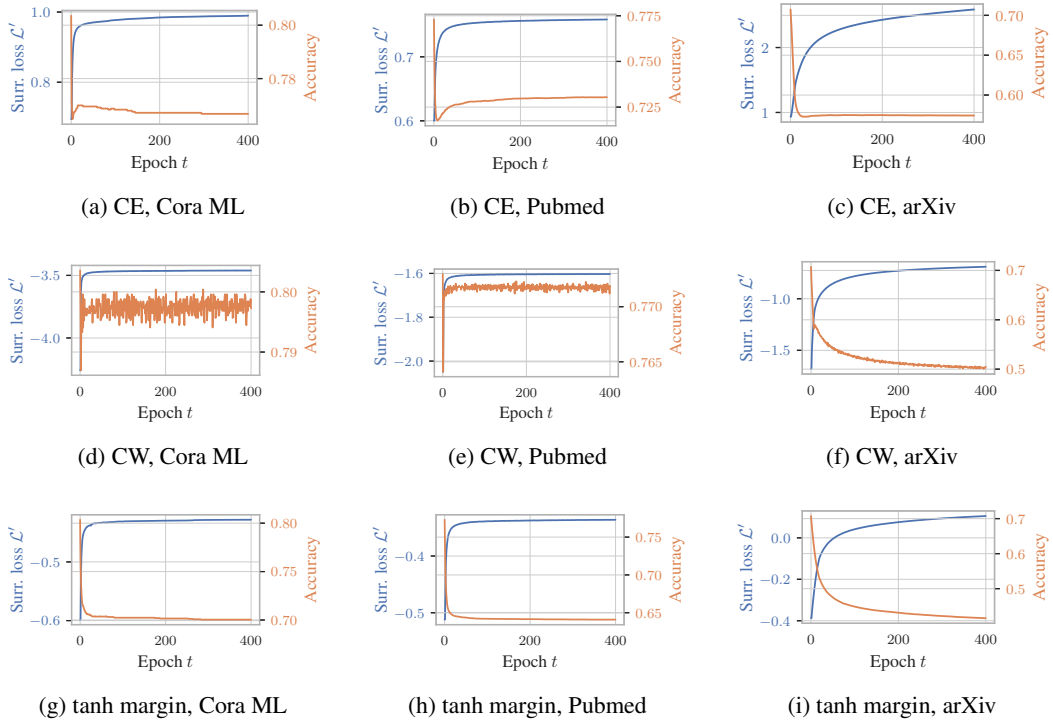 1.0
0.8
Surr. loss L′
0.80
0.78
Accuracy
0 200 400
Epoch t
(a) CE, Cora ML
0.7
0.6
Surr. loss L′
0.775
0.750
0.725
Accuracy
0 200 400
Epoch t
(b) CE, Pubmed
2
1
Surr. loss L′
0.70
0.65
0.60
Accuracy
0 200 400
Epoch t
(c) CE, arXiv
−3.5
−4.0
Surr. loss L′
0.80
0.79
Accuracy
0 200 400
Epoch t
(d) CW, Cora ML
−1.6
−1.8
−2.0
Surr. loss L′
0.770
0.765
Accuracy
0 200 400
Epoch t
(e) CW, Pubmed
−1.0
−1.5
Surr. loss L′
0.7
0.6
0.5
Accuracy
0 200 400
Epoch t
(f) CW, arXiv
−0.5
−0.6
Surr. loss L′
0.80
0.75
0.70
Accuracy
0 200 400
Epoch t
(g) tanh margin, Cora ML
−0.4
−0.5
Surr. loss L′
0.75
0.70
0.65
Accuracy
0 200 400
Epoch t
(h) tanh margin, Pubmed
0.0
−0.2
−0.4
Surr. loss L′
0.7
0.6
0.5
Accuracy
0 200 400
Epoch t
(i) tanh margin, arXiv